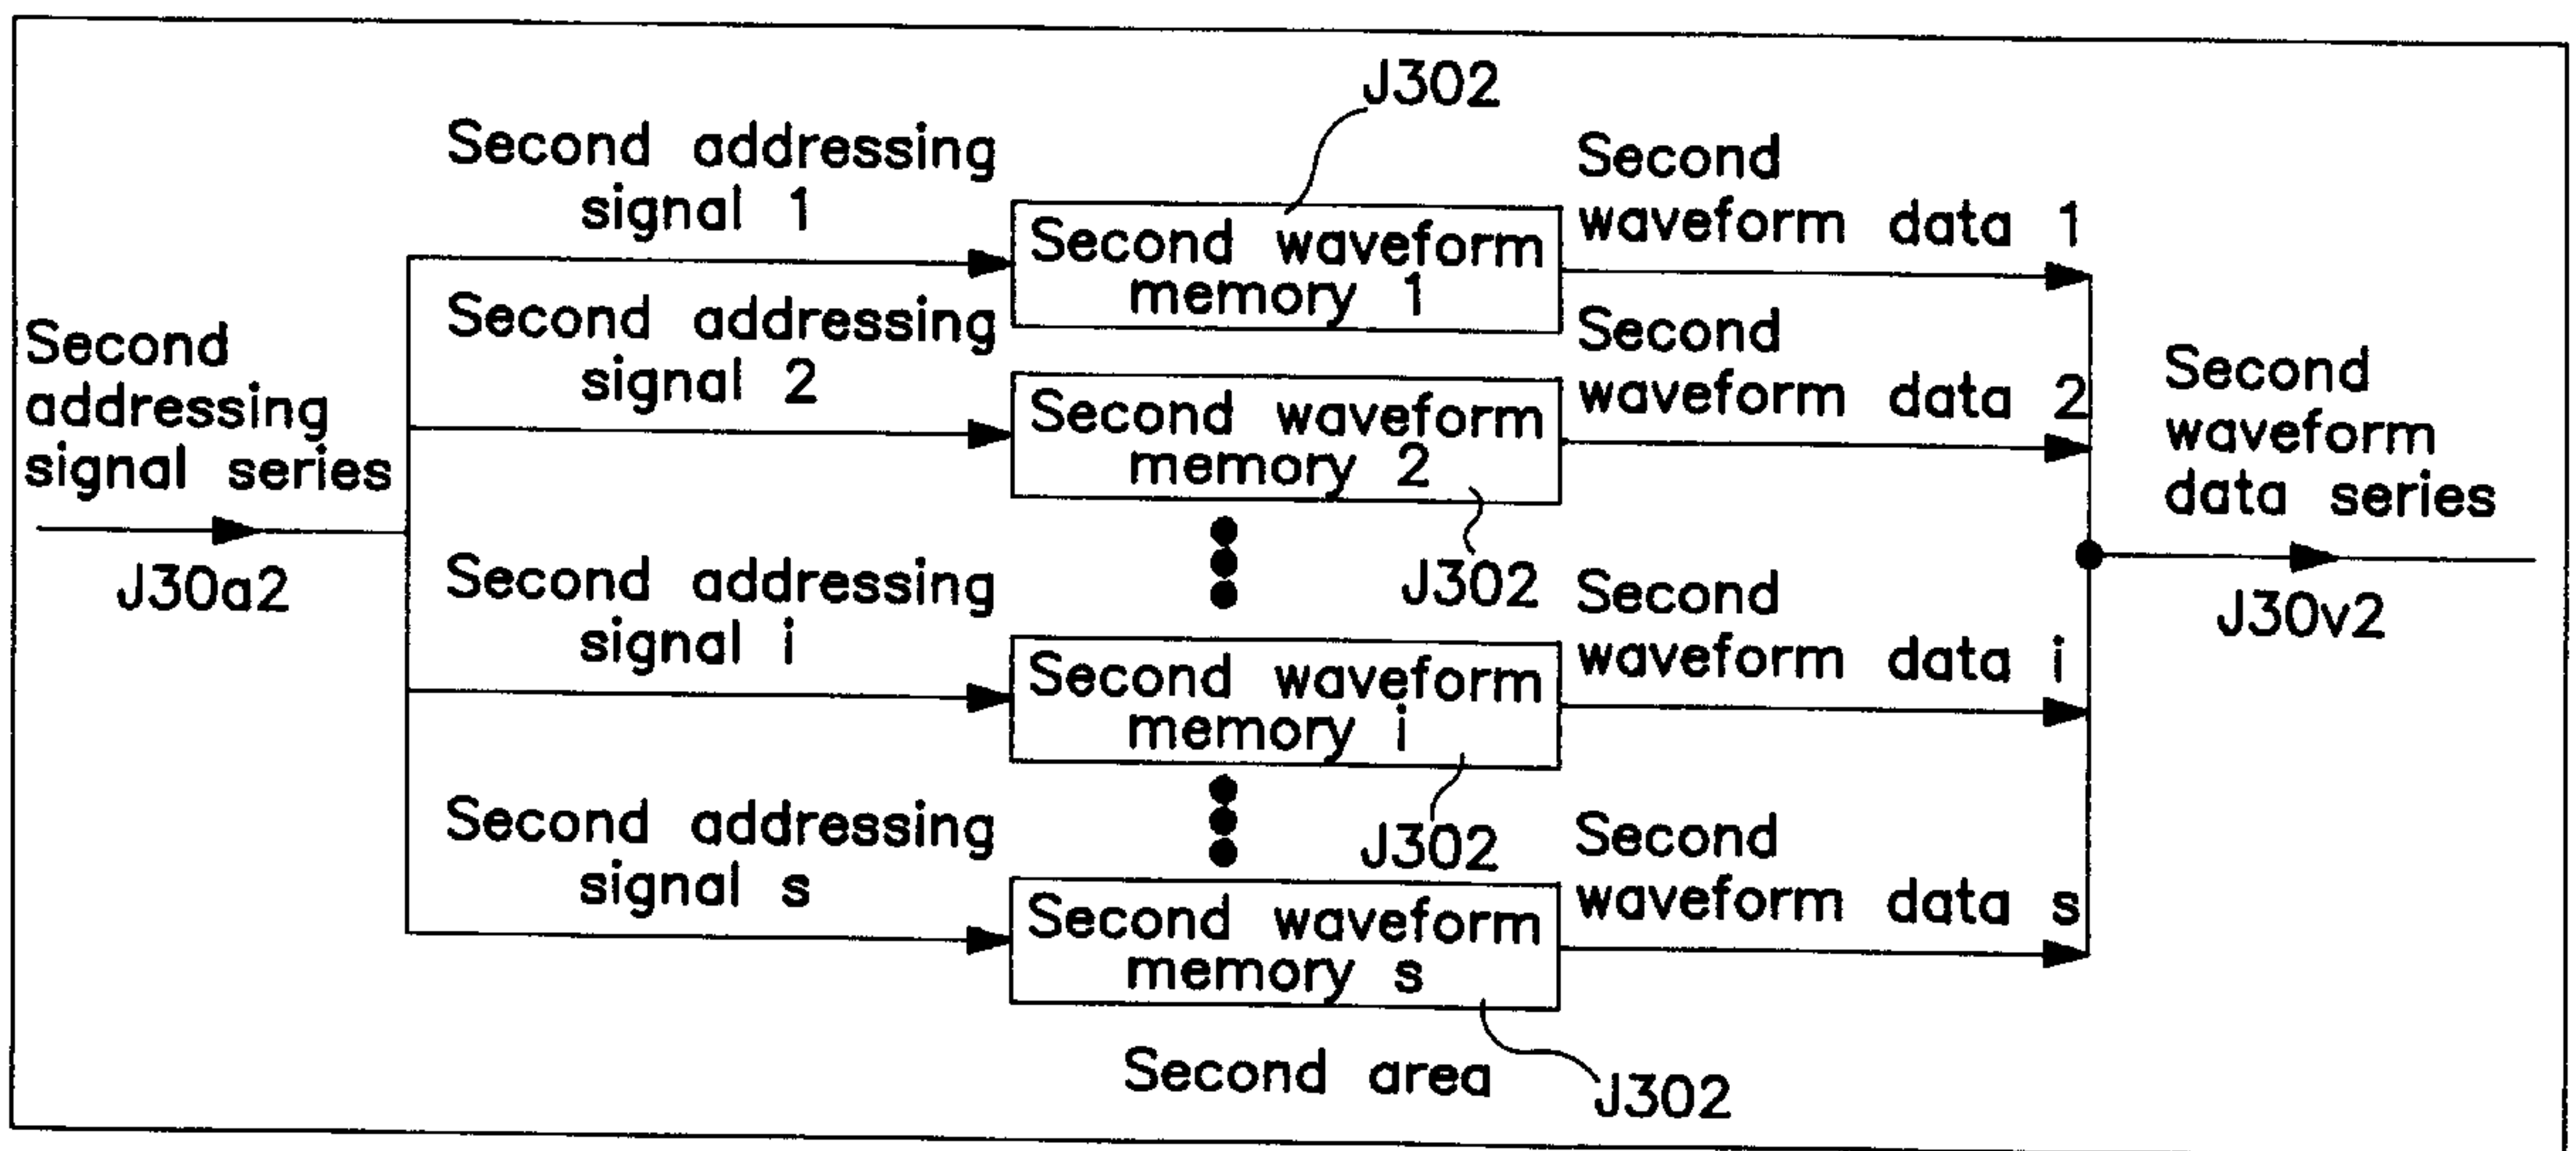 J302
Second addressing
signal 1
Second
waveform data 1
Second waveform
memory 1
Second addressing
signal 2
Second
waveform data 2
Second waveform
memory 2
J302
Second
addressing
signal series
J30a2
Second
waveform
data series
J30v2
Second addressing
signal i
Second
waveform data i
Second waveform
memory i
J302
Second addressing
signal s
Second
waveform data s
Second waveform
memory s
J302
Second area